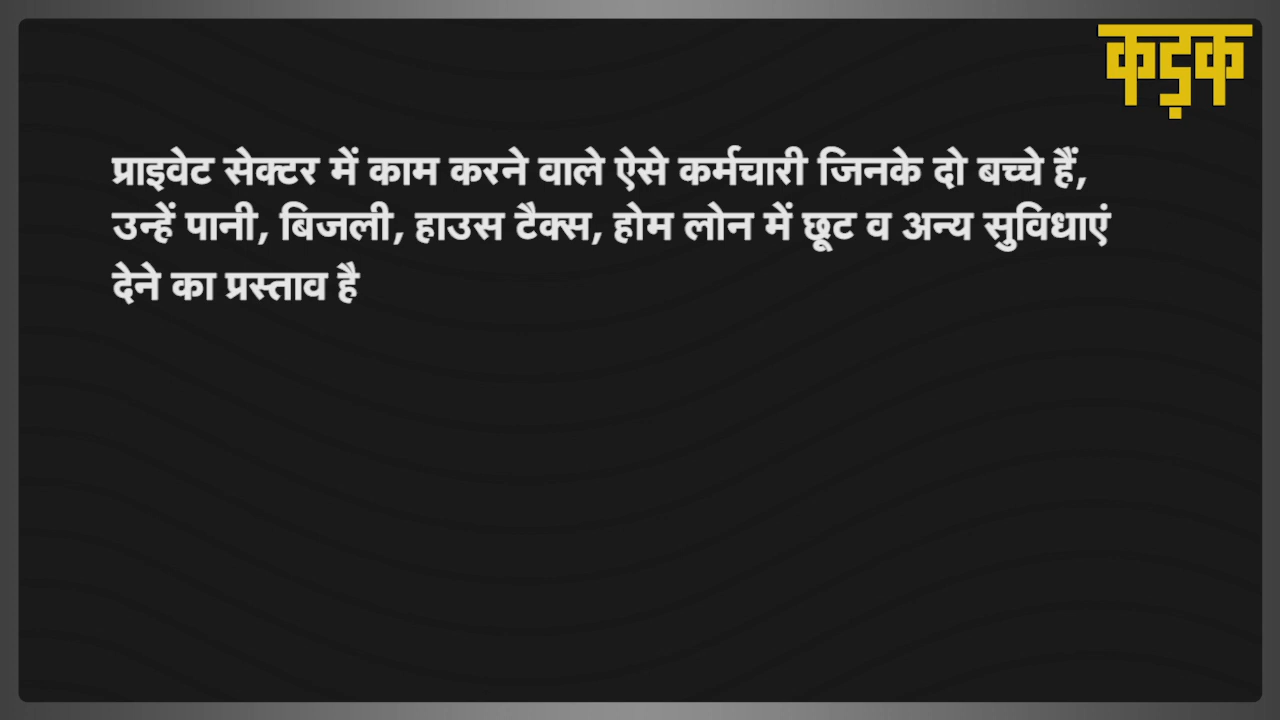 कड़क
प्राइवेट सेक्टर में काम करने वाले ऐसे कर्मचारी जिनके दो बच्चे हैं,
उन्हें पानी, बिजली, हाउस टैक्स, होम लोन में छूट व अन्य सुविधाएं
देने का प्रस्ताव है